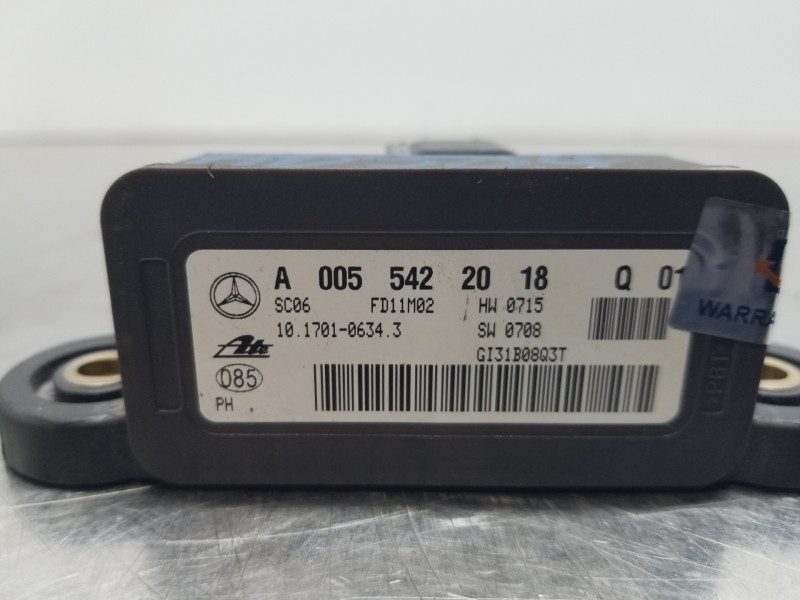 A 005 542 20 18 Q 01
SC06 FD11M02 HW 0715
10.1701-0634.3 SW 0708
Ate GI31B08Q3T
085
PH
WARRA